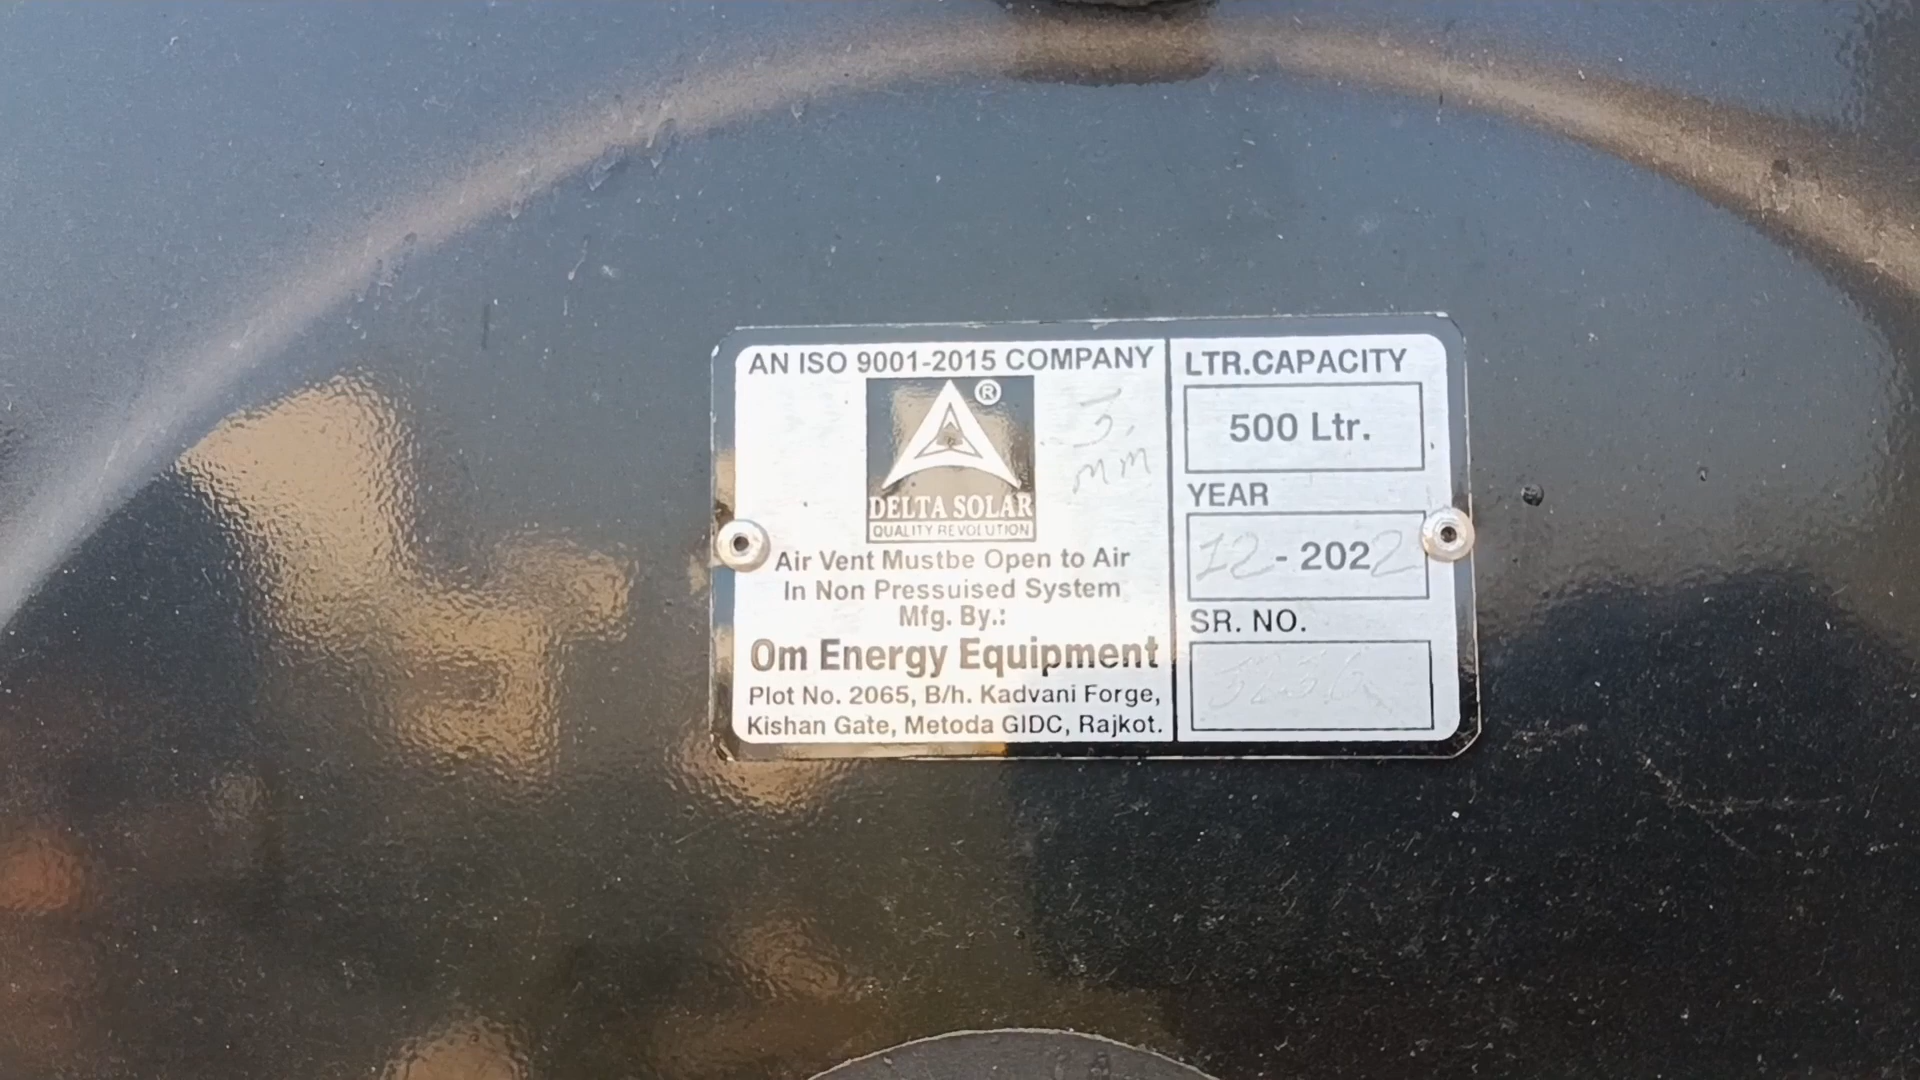 AN ISO 9001-2015 COMPANY
®
DELTA SOLAR
QUALITY REVOLUTION
3
mm
Air Vent Mustbe Open to Air
In Non Pressuised System
Mfg. By.:
Om Energy Equipment
Plot No. 2065, B/h. Kadvani Forge,
Kishan Gate, Metoda GIDC, Rajkot.
LTR.CAPACITY
500 Ltr.
YEAR
12-2022
SR. NO.